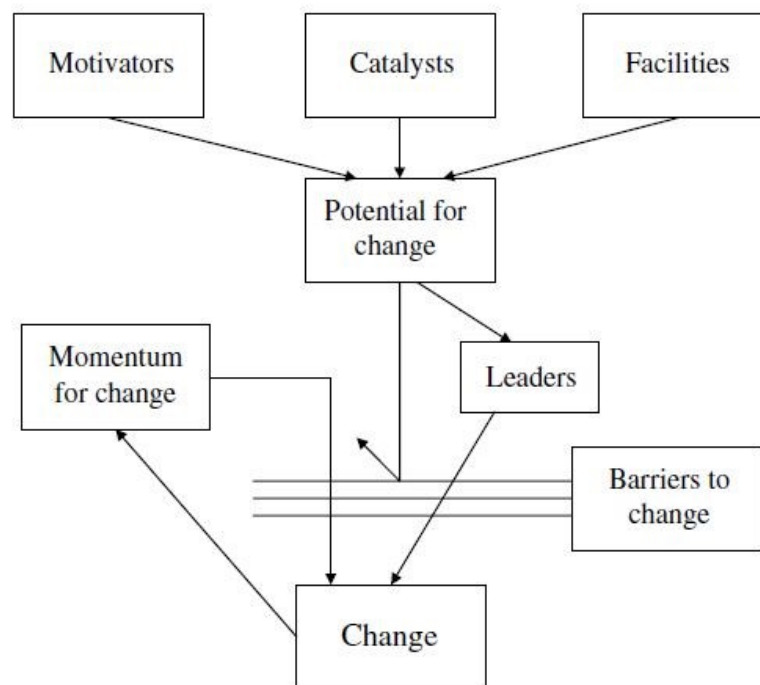 Motivators
Catalysts
Facilities
Potential for
change
Momentum
for change
Leaders
Barriers to
change
Change